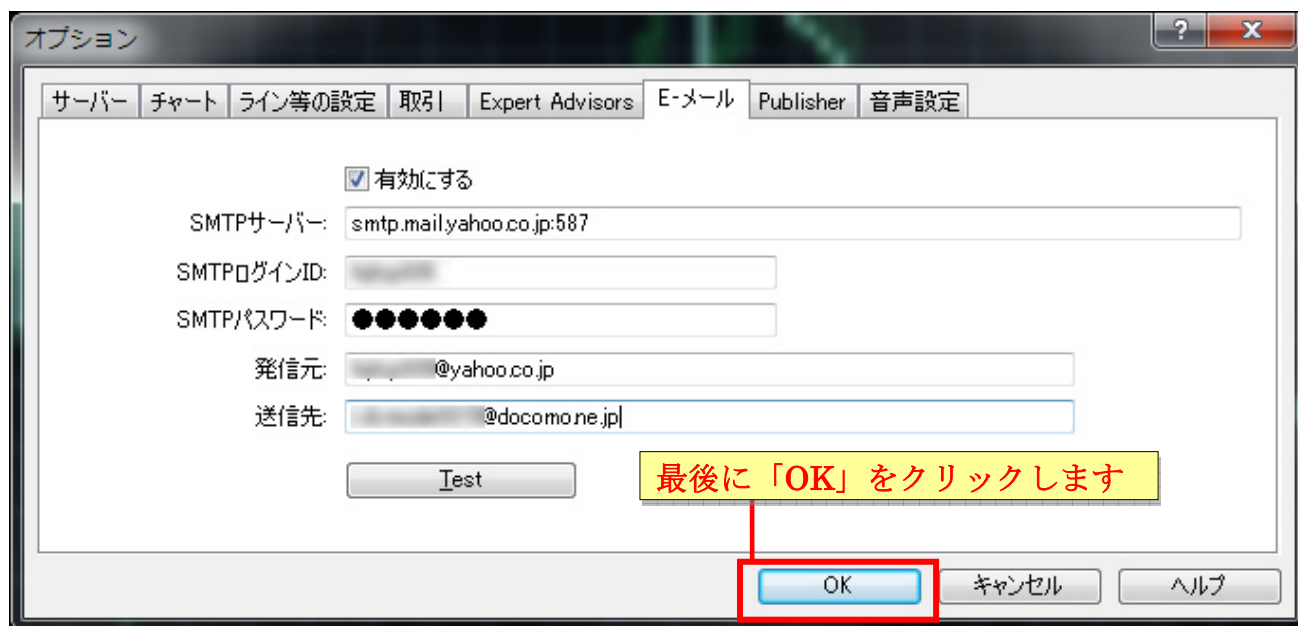 オプション
サーバー チャート ライン等の設定 取引 Expert Advisors E-メール Publisher 音声設定
有効にする
SMTPサーバー: smtp.mail.yahoo.co.jp:587
SMTPログインID:
SMTPパスワード: ●●●●●●
発信元: @yahoo.co.jp
送信先: @docomo.ne.jp
Test
最後に「OK」をクリックします
OK キャンセル ヘルプ